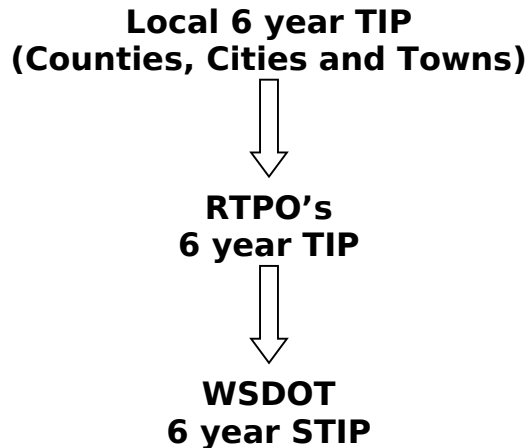 Local 6 year TIP
(Counties, Cities and Towns)
RTPO’s
6 year TIP
WSDOT
6 year STIP